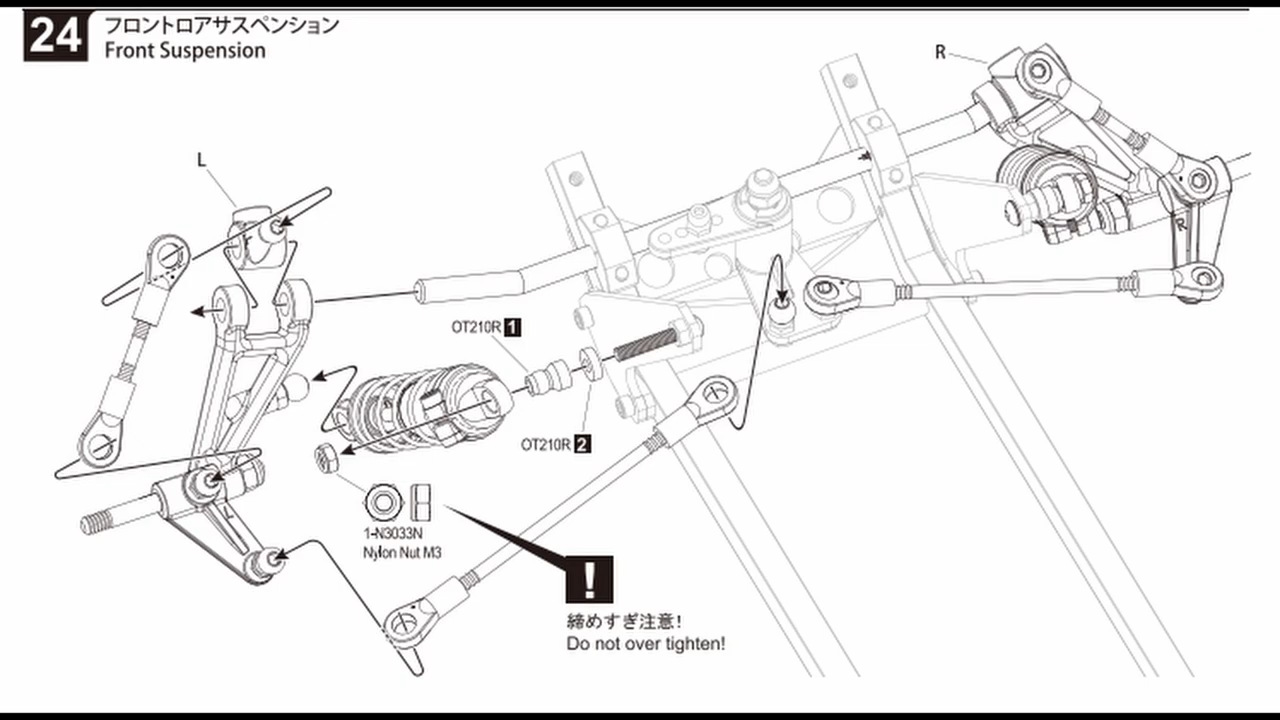 24
フロントロアサスペンション
Front Suspension
R
L
OT210R 1
OT210R 2
1-N3033N
Nylon Nut M3
!
締めすぎ注意!
Do not over tighten!
L
R